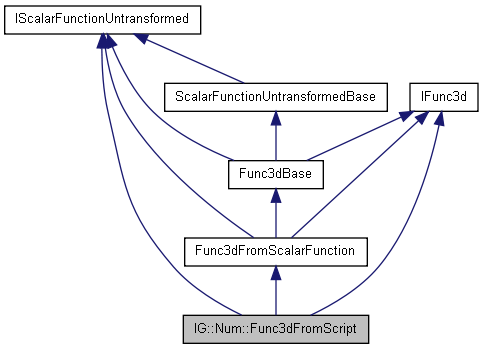 IScalarFunctionUntransformed
ScalarFunctionUntransformedBase
IFunc3d
Func3dBase
Func3dFromScalarFunction
IG::Num::Func3dFromScript